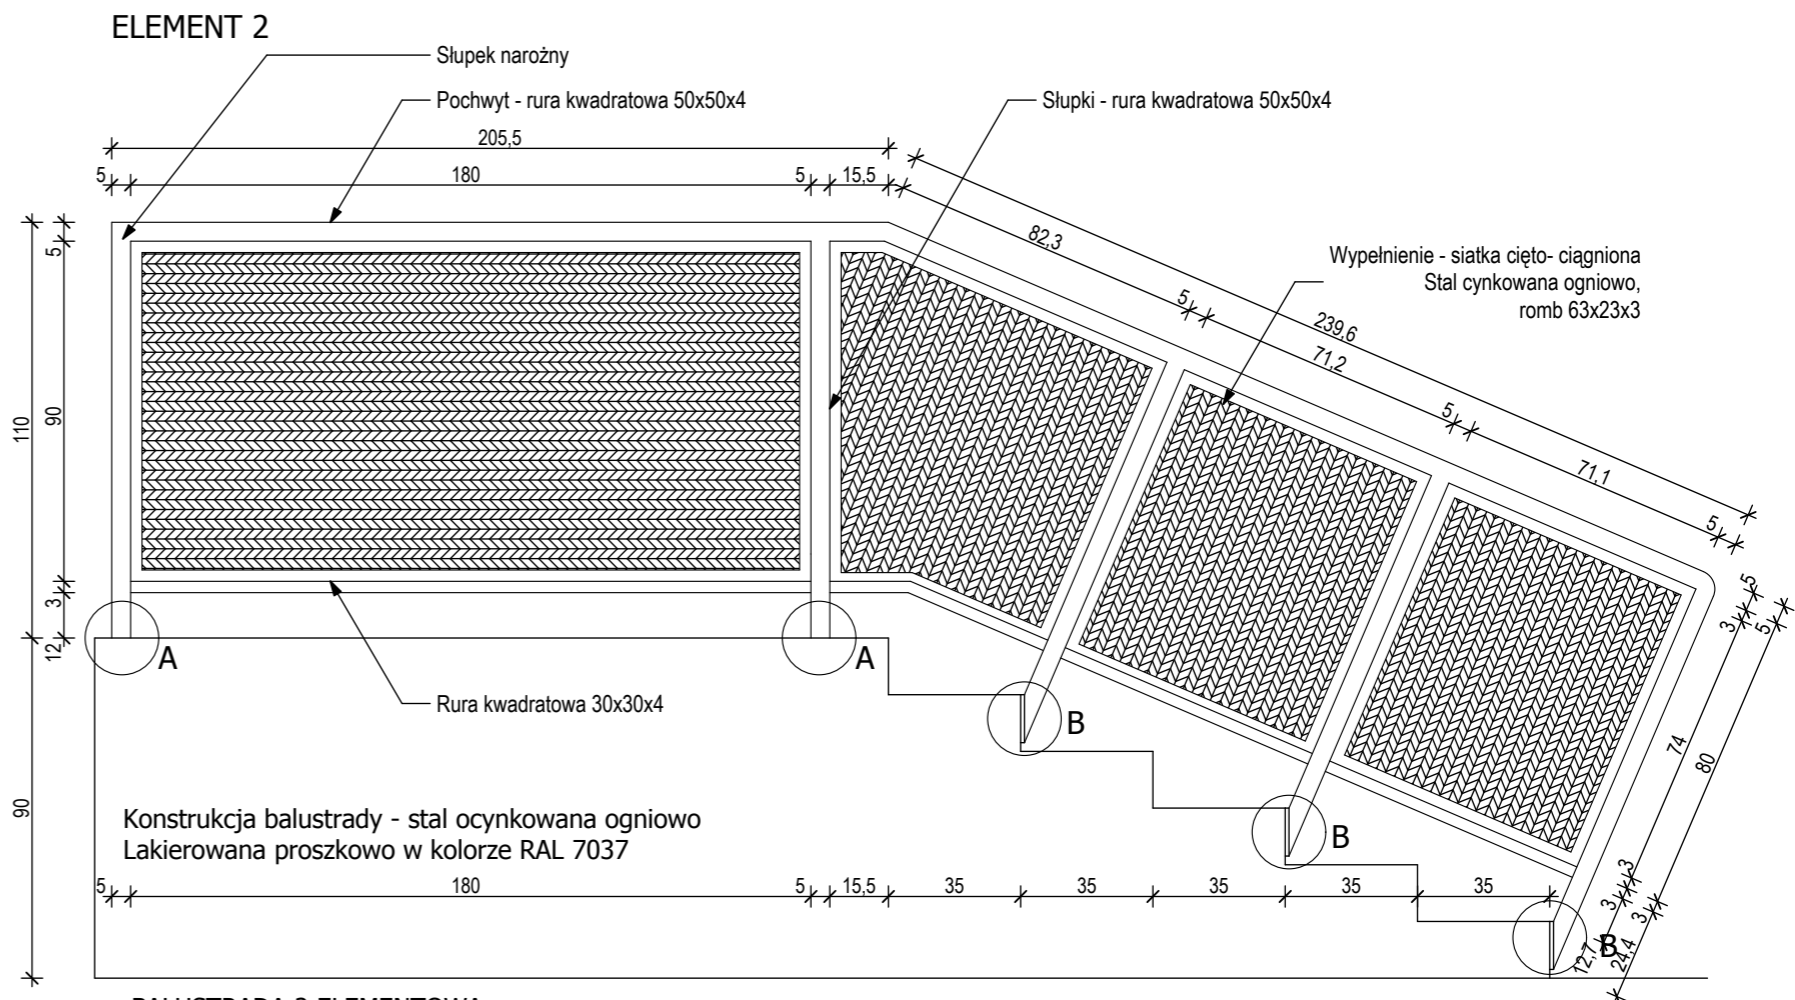 ELEMENT 2
Słupek narożny
Pochwyt - rura kwadratowa 50x50x4
Słupki - rura kwadratowa 50x50x4
205,5
5
180
5
15,5
82,3
5
239,6
71,2
5
71,1
5
Wypełnienie - siatka cięto- ciągniona
Stal cynkowana ogniowo,
romb 63x23x3
5
110
90
3
12
90
A
A
B
B
B
Rura kwadratowa 30x30x4
5
3
5
74
80
3
3
3
12,7
24,4
Konstrukcja balustrady - stal ocynkowana ogniowo
Lakierowana proszkowo w kolorze RAL 7037
5
180
5
15,5
35
35
35
35
35